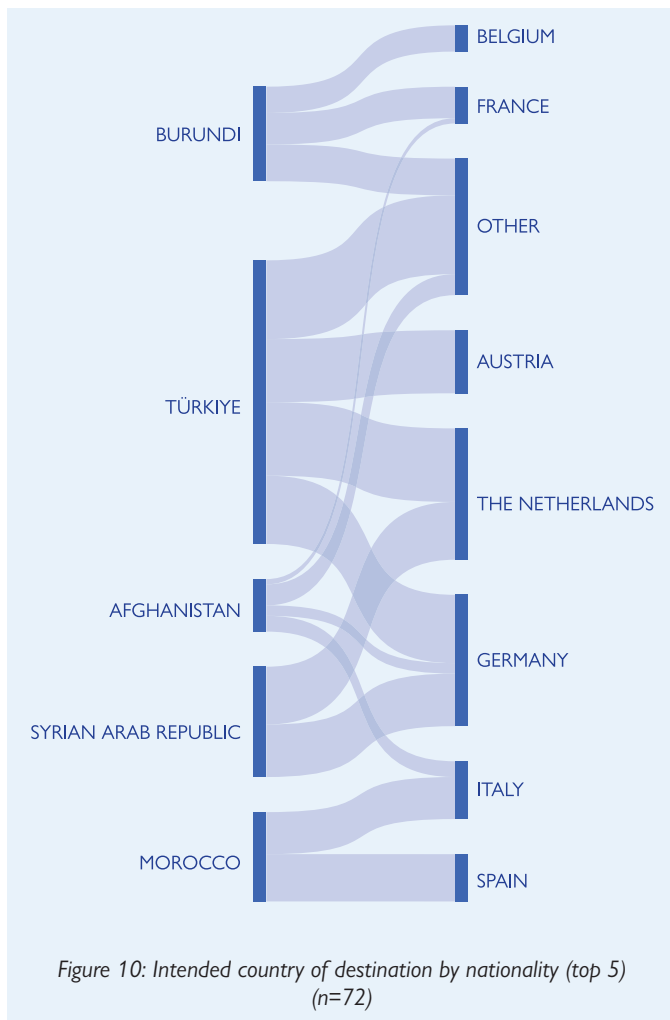 BURUNDI
TÜRKIYE
AFGHANISTAN
SYRIAN ARAB REPUBLIC
MOROCCO
BELGIUM
FRANCE
OTHER
AUSTRIA
THE NETHERLANDS
GERMANY
ITALY
SPAIN
Figure 10: Intended country of destination by nationality (top 5)
(n=72)